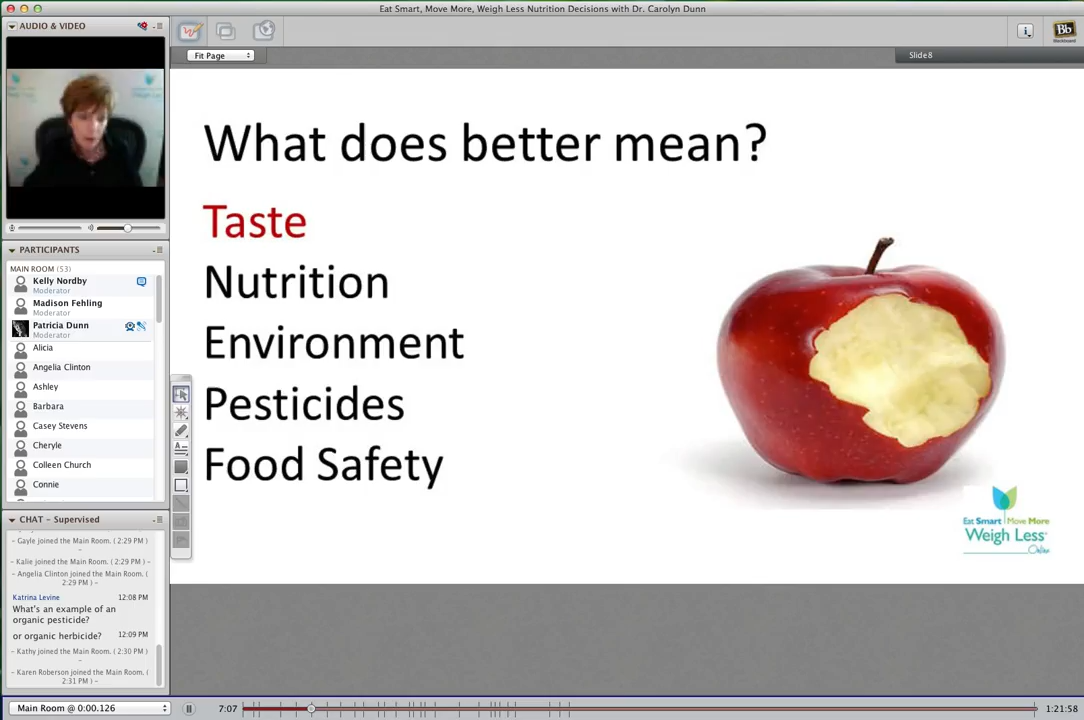 Eat Smart, Move More, Weigh Less Nutrition Decisions with Dr. Carolyn Dunn
AUDIO & VIDEO
Fit Page
Slide8
Bb
What does better mean?
Taste
Nutrition
Environment
Pesticides
Food Safety
Eat Smart Move More
Weigh Less
Online
PARTICIPANTS
MAIN ROOM (53)
Kelly Nordby
Moderator
Madison Fehling
Moderator
Patricia Dunn
Moderator
Alicia
Angelia Clinton
Ashley
Barbara
Casey Stevens
Cheryle
Colleen Church
Connie
CHAT – Supervised
– Gayle joined the Main Room. ( 2:29 PM ) –
– Kalie joined the Main Room. ( 2:29 PM ) –
– Angelia Clinton joined the Main Room. (
2:29 PM ) –
Katrina Levine 12:08 PM
What's an example of an
organic pesticide?
or organic herbicide? 12:09 PM
– Kathy joined the Main Room. ( 2:30 PM )
–
– Karen Roberson joined the Main Room. (
2:31 PM ) –
Main Room @ 0:00.126
7:07
1:21:58